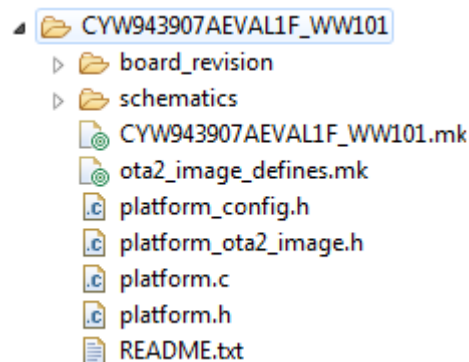 CYW943907AEVAL1F_WW101
board_revision
schematics
CYW943907AEVAL1F_WW101.mk
ota2_image_defines.mk
platform_config.h
platform_ota2_image.h
platform.c
platform.h
README.txt